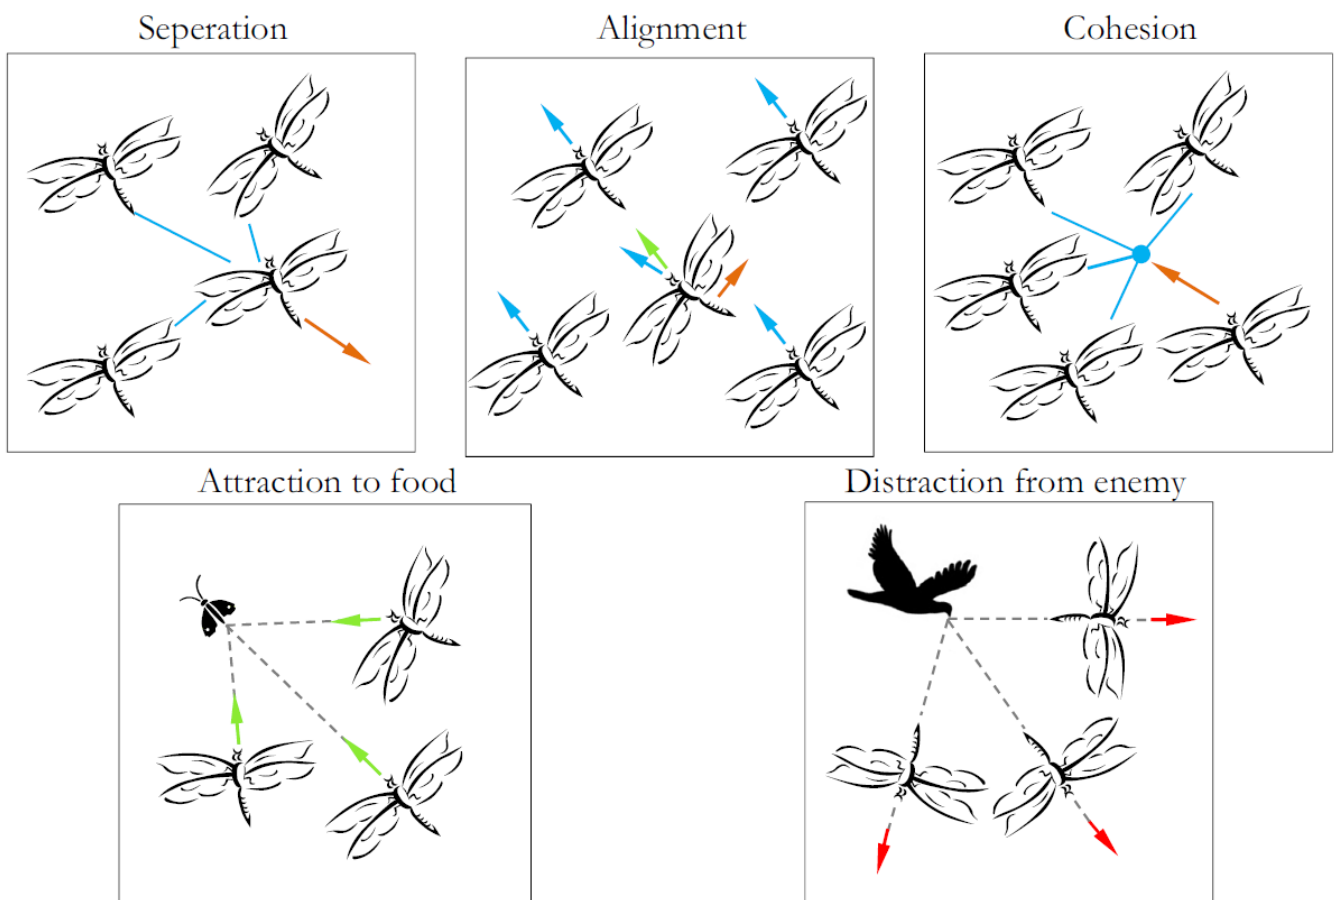 Seperation
Alignment
Cohesion
Attraction to food
Distraction from enemy